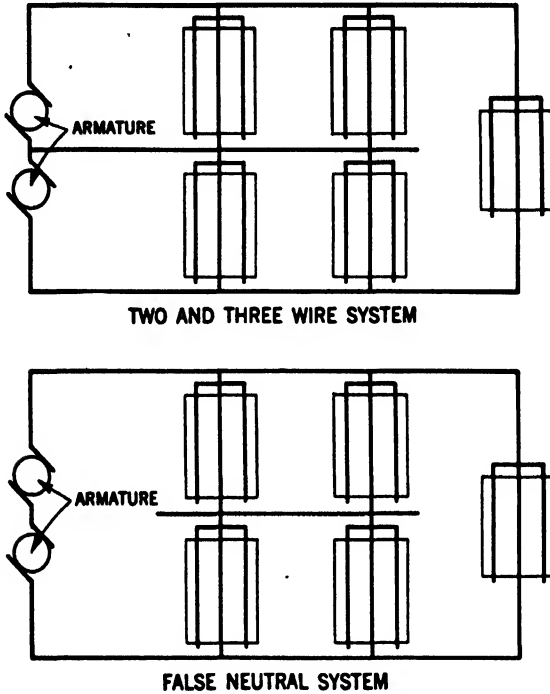 ARMATURE
TWO AND THREE WIRE SYSTEM
ARMATURE
FALSE NEUTRAL SYSTEM